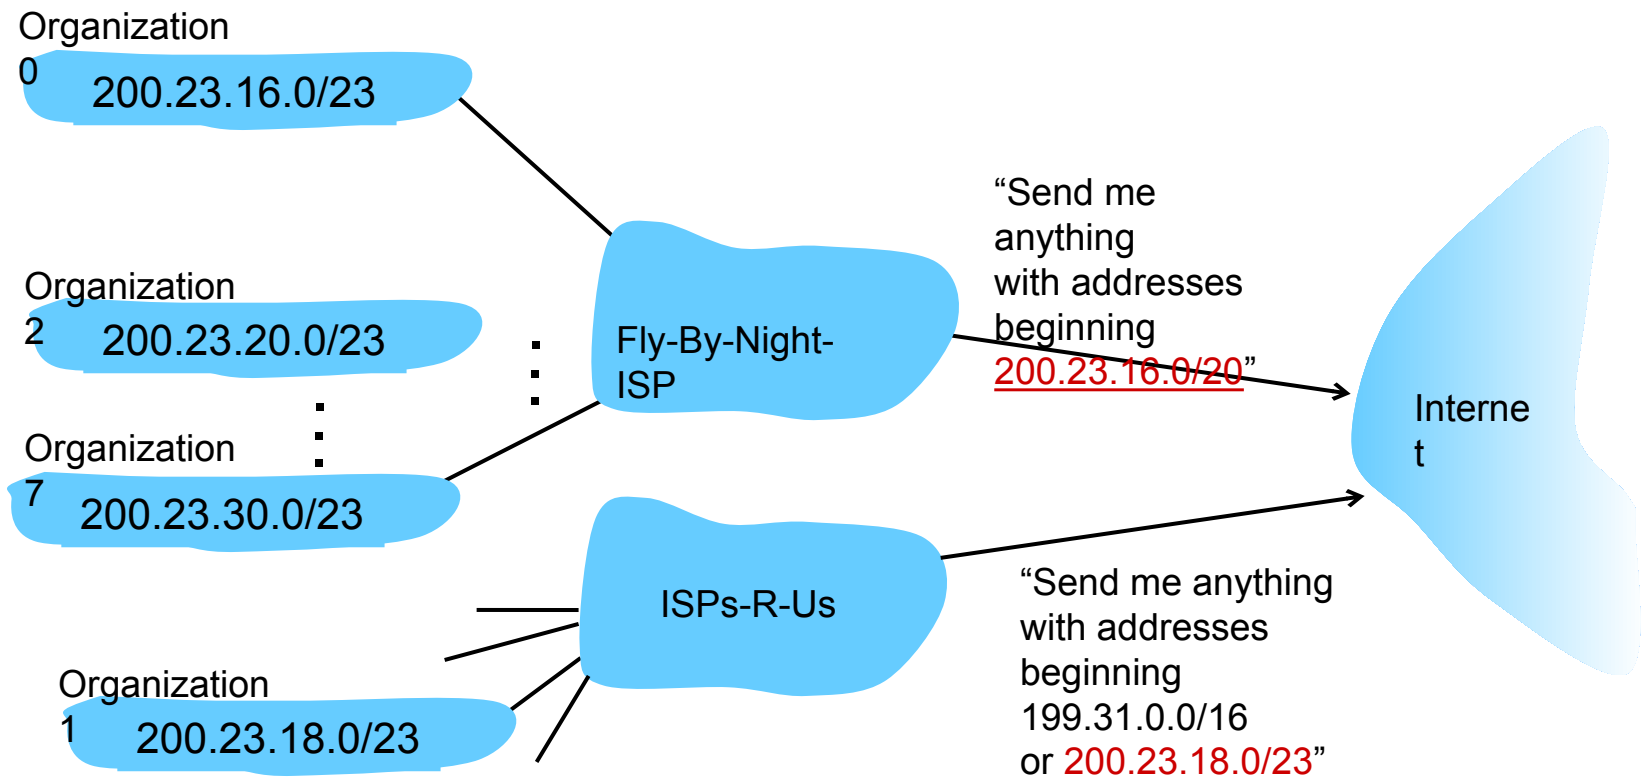 Organization
0
200.23.16.0/23
Organization
2
200.23.20.0/23
Organization
7
200.23.30.0/23
Fly-By-Night-
ISP
“Send me
anything
with addresses
beginning
200.23.16.0/20”
Interne
t
ISPs-R-Us
“Send me anything
with addresses
beginning
199.31.0.0/16
or 200.23.18.0/23”
Organization
1
200.23.18.0/23